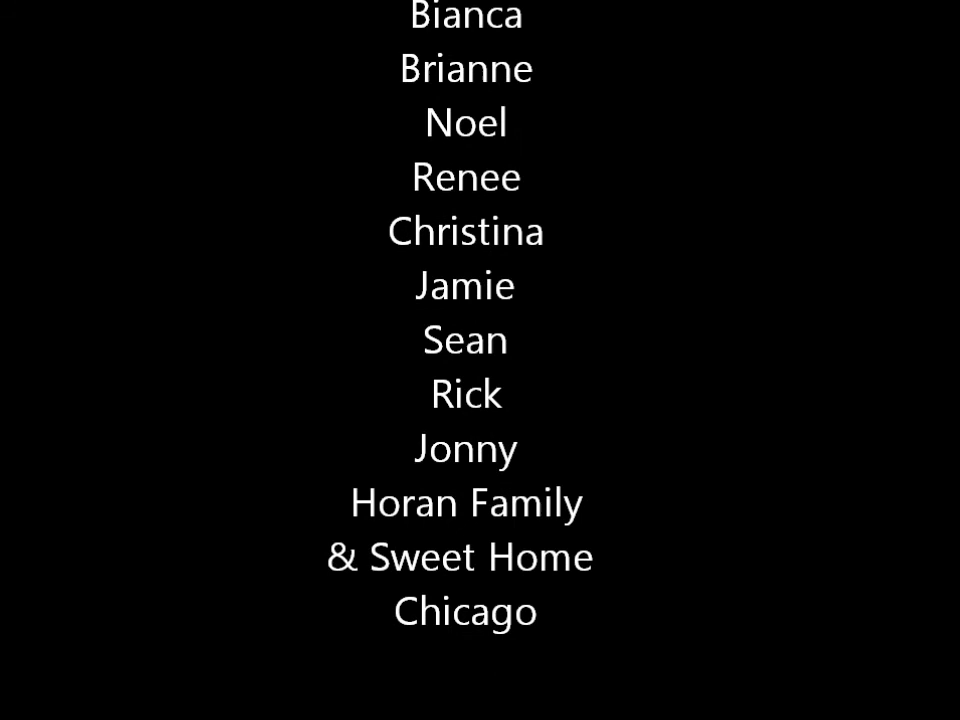 Bianca
Brianne
Noel
Renee
Christina
Jamie
Sean
Rick
Jonny
Horan Family
& Sweet Home
Chicago